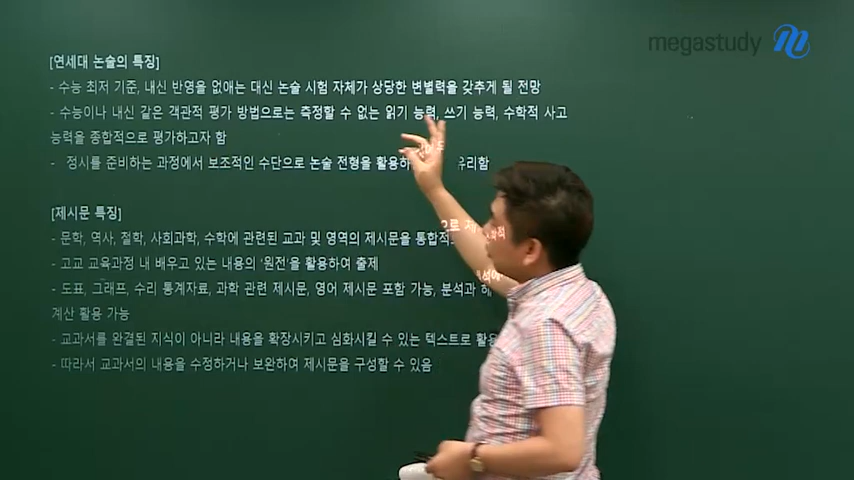 megastudy
[연세대 논술의 특징]
- 수능 최저 기준, 내신 반영을 없애는 대신 논술 시험 자체가 상당한 변별력을 갖추게 될 전망
- 수능이나 내신 같은 객관적 평가 방법으로는 측정할 수 없는 읽기 능력, 쓰기 능력, 수학적 사고
능력을 종합적으로 평가하고자 함
- 정시를 준비하는 과정에서 보조적인 수단으로 논술 전형을 활용하 유리함
[제시문 특징]
- 문학, 역사, 철학, 사회과학, 수학에 관련된 교과 및 영역의 제시문을 통합적으로 제
- 고교 교육과정 내 배우고 있는 내용의 '원전'을 활용하여 출제
- 도표, 그래프, 수리 통계자료, 과학 관련 제시문, 영어 제시문 포함 가능, 분석과 해석에
계산 활용 가능
- 교과서를 완결된 지식이 아니라 내용을 확장시키고 심화시킬 수 있는 텍스트로 활용
- 따라서 교과서의 내용을 수정하거나 보완하여 제시문을 구성할 수 있음